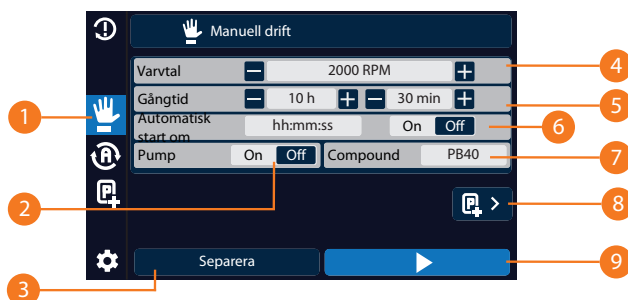 Manuell drift
Varvtal 2000 RPM 4
Gångtid 10 h 30 min 5
1
Automatisk start om hh:mm:ss On Off 6
Pump On Off Compound PB40 7
2
8
Separera 9
3